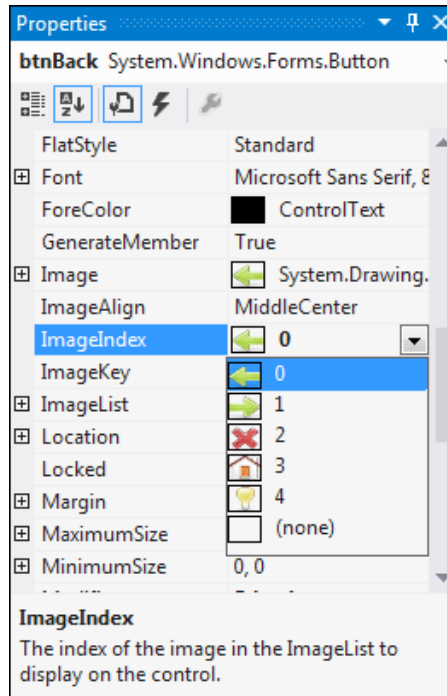 Properties
btnBack System.Windows.Forms.Button
FlatStyle Standard
Font Microsoft Sans Serif, 8
ForeColor ControlText
GenerateMember True
Image System.Drawing.
ImageAlign MiddleCenter
ImageIndex 0
ImageKey 0
ImageList 1
Location 2
Locked 3
Margin 4
MaximumSize (none)
MinimumSize 0, 0
ImageIndex
The index of the image in the ImageList to
display on the control.